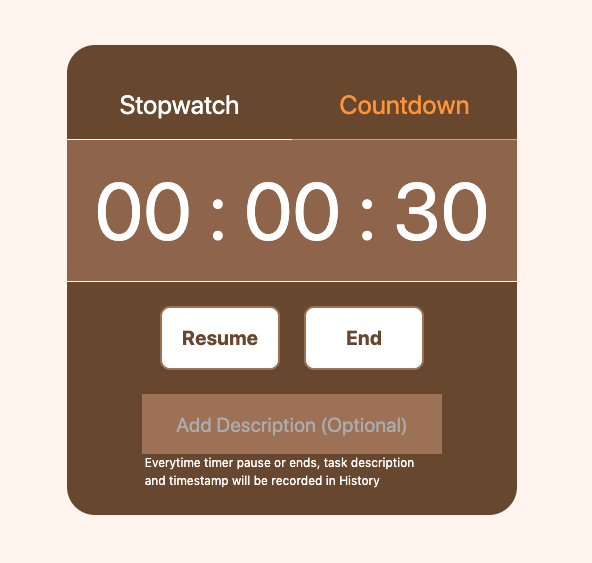 Stopwatch Countdown
00 : 00 : 30
Resume End
Add Description (Optional)
Everytime timer pause or ends, task description
and timestamp will be recorded in History